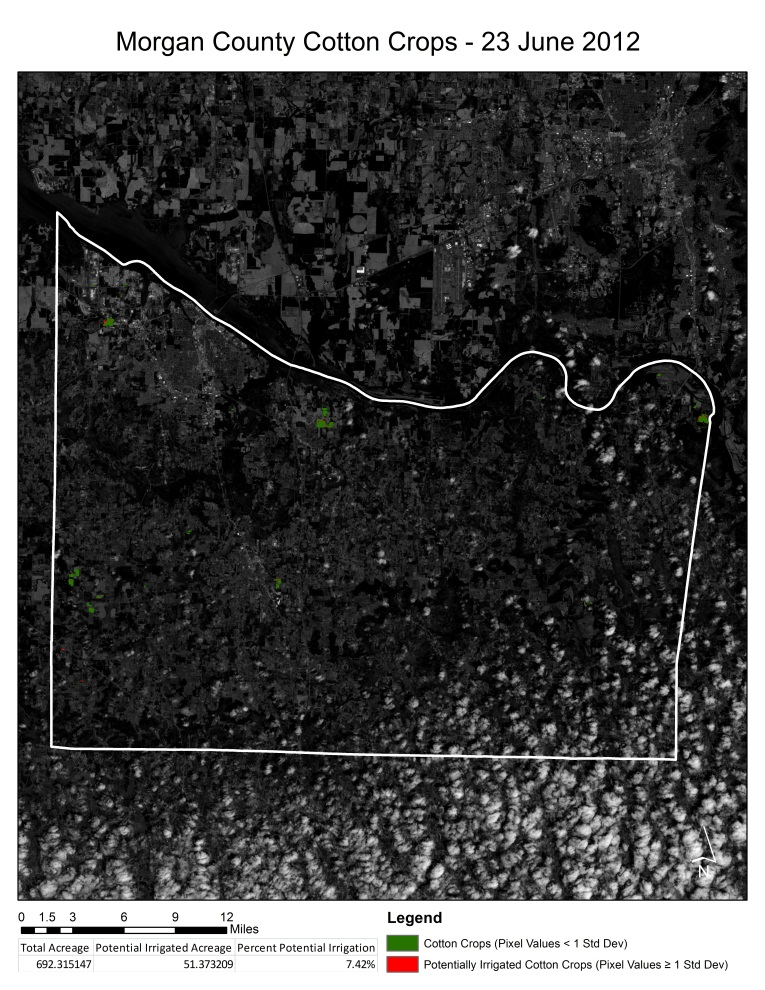 Morgan County Cotton Crops - 23 June 2012
N
0 1.5 3 6 9 12
Miles
Total Acreage Potential Irrigated Acreage Percent Potential Irrigation
692.315147 51.373209 7.42%
Legend
Cotton Crops (Pixel Values < 1 Std Dev)
Potentially Irrigated Cotton Crops (Pixel Values ≥ 1 Std Dev)